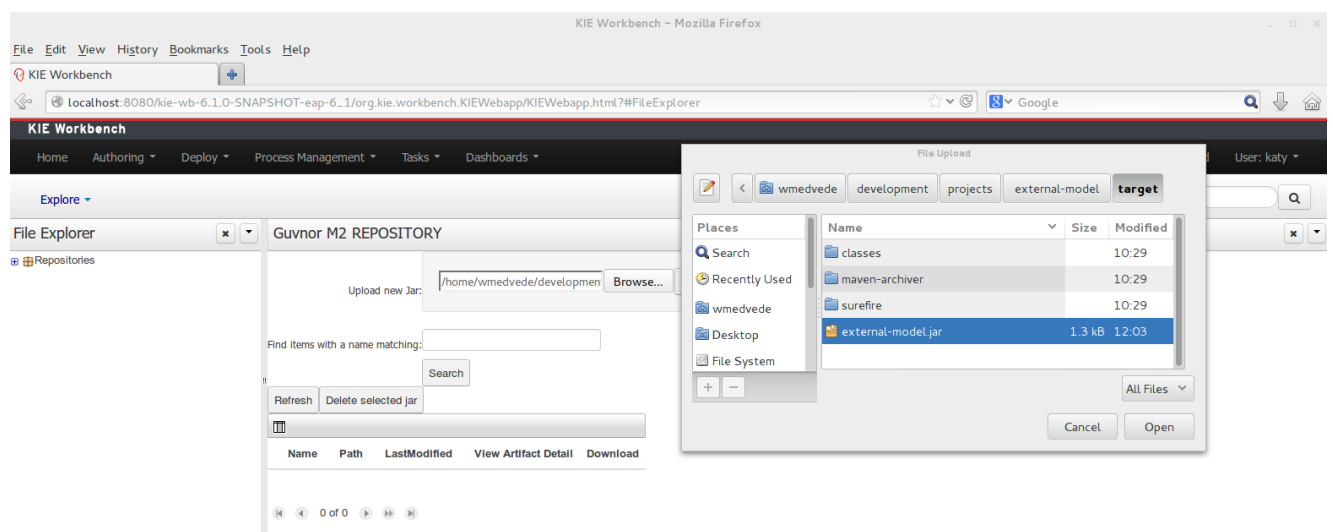 KIE Workbench - Mozilla Firefox
File Edit View History Bookmarks Tools Help
KIE Workbench
localhost:8080/kie-wb-6.1.0-SNAPSHOT-eap-6_1/org.kie.workbench.KIEWebapp/KIEWebapp.html?#FileExplorer
Google
KIE Workbench
Home Authoring Deploy Process Management Tasks Dashboards
User: katy
Explore
File Explorer
Repositories
Guvnor M2 REPOSITORY
Upload new Jar: /home/wmedvede/developmen Browse...
Find items with a name matching:
Search
Refresh Delete selected jar
Name Path LastModified View Artifact Detail Download
0 of 0
File Upload
wmedvede development projects external-model target
Places
Search
Recently Used
wmedvede
Desktop
File System
Name Size Modified
classes 10:29
maven-archiver 10:29
surefire 10:29
external-model.jar 1.3 kB 12:03
All Files
Cancel Open